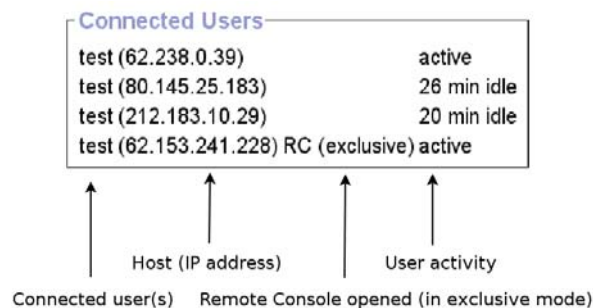 Connected Users
test (62.238.0.39) active
test (80.145.25.183) 26 min idle
test (212.183.10.29) 20 min idle
test (62.153.241.228) RC (exclusive) active
Host (IP address) User activity
Connected user(s) Remote Console opened (in exclusive mode)